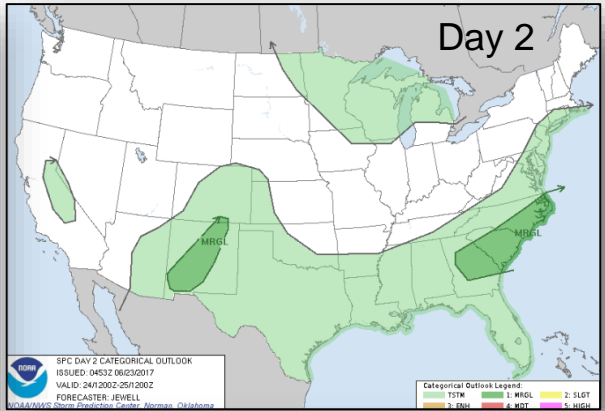 Day 2
MRGL
MRGL
NOAA
SPC DAY 2 CATEGORICAL OUTLOOK
ISSUED: 0453Z 06/23/2017
VALID: 24/1200Z-25/1200Z
FORECASTER: JEWELL
NOAA/NWS Storm Prediction Center, Norman, Oklahoma
Categorical Outlook Legend:
TSTM 1: MRGL 2: SLGT
3: ENH 4: MDT 5: HIGH